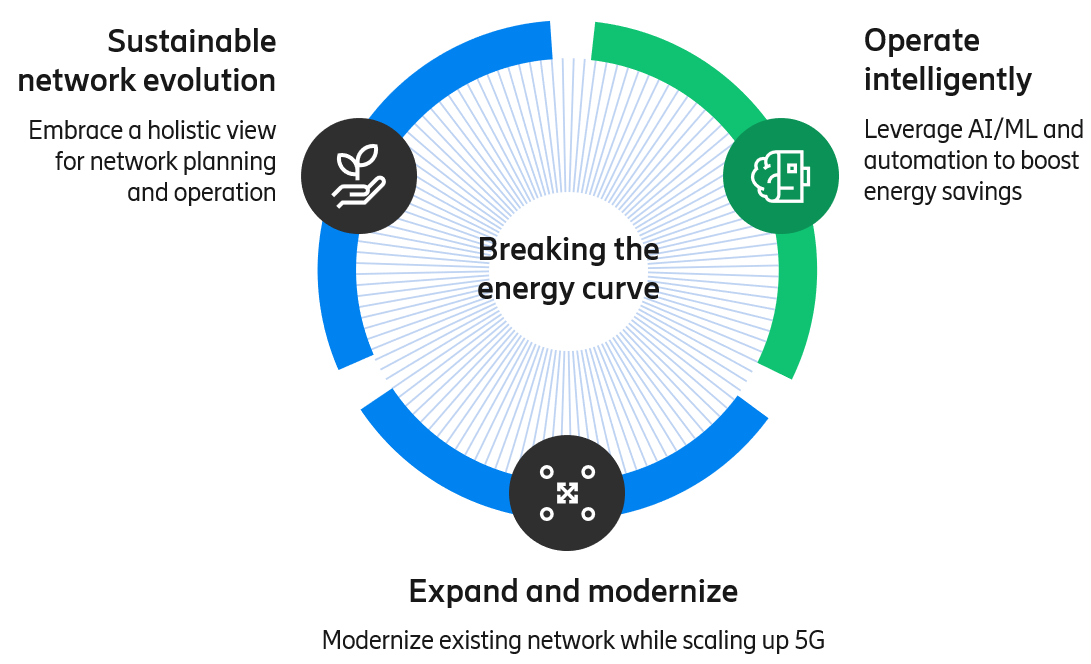 Sustainable
network evolution
Embrace a holistic view
for network planning
and operation
Operate
intelligently
Leverage AI/ML and
automation to boost
energy savings
Breaking the
energy curve
Expand and modernize
Modernize existing network while scaling up 5G